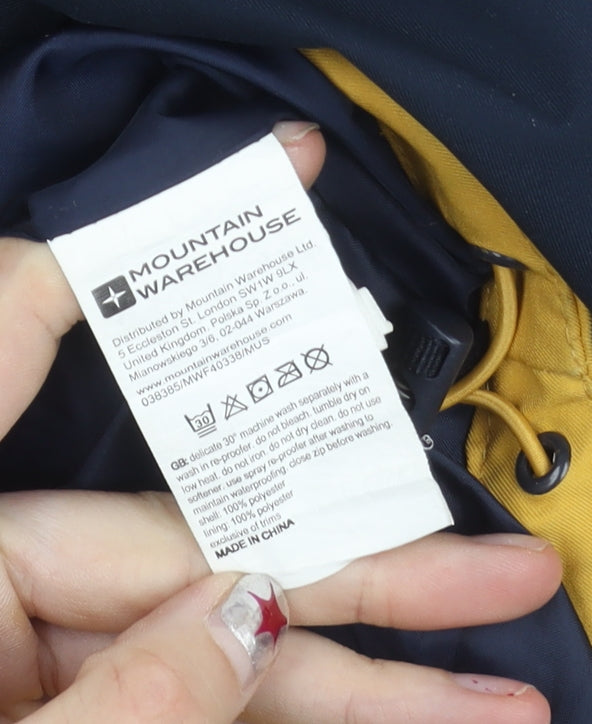 MOUNTAIN
WAREHOUSE
Distributed by Mountain Warehouse Ltd.
5 Eccleston St. London SW1W 9LX
United Kingdom, Polska Sp. Z o.o., ul.
Mianowskiego 3/6, 02-044 Warszawa.
www.mountainwarehouse.com
038385/MWF40338/MUS
30
GB: delicate 30° machine wash separately with a
wash in re-proofer. do not bleach. tumble dry on
low heat. do not iron. do not dry clean. do not use
softener. use spray re-proofer after washing to
maintain waterproofing. close zip before washing.
shell: 100% polyester
lining: 100% polyester
exclusive of trims
MADE IN CHINA